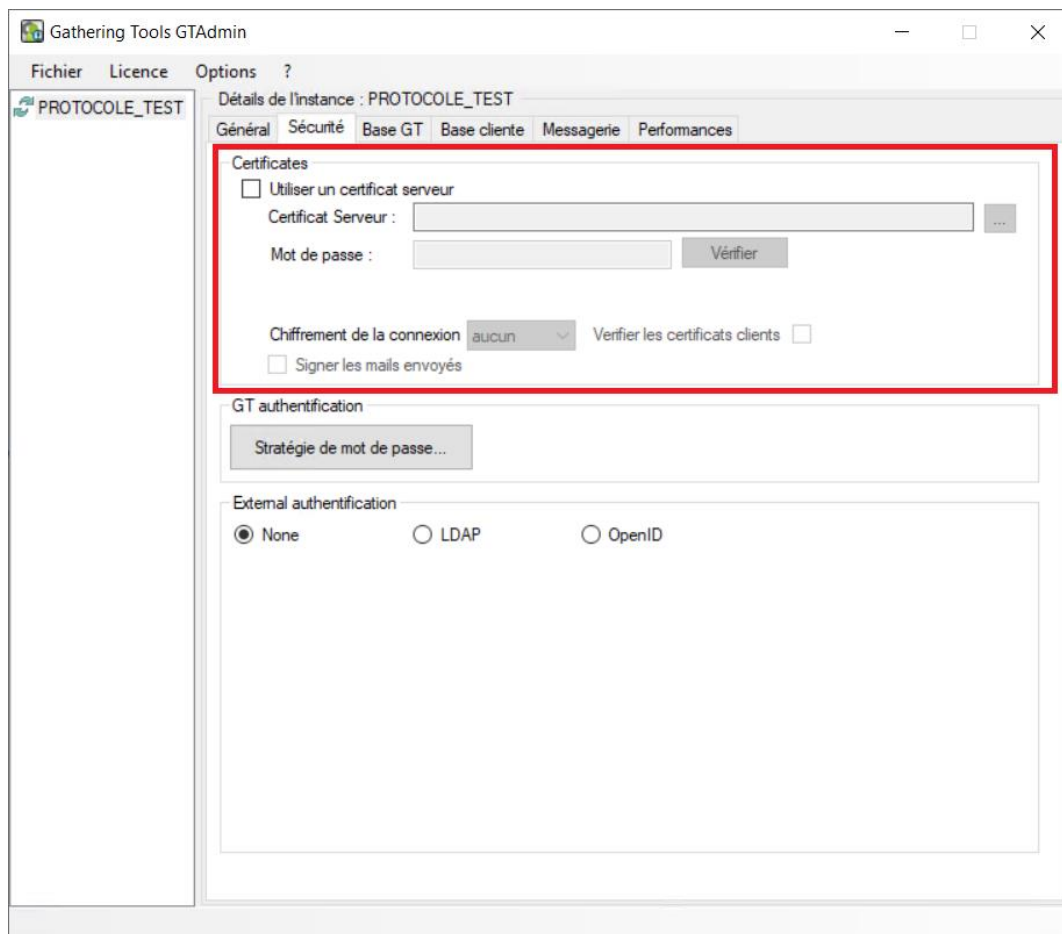 Gathering Tools GTAdmin
Fichier Licence Options ?
PROTOCOLE_TEST
Détails de l'instance : PROTOCOLE_TEST
Général Sécurité Base GT Base cliente Messagerie Performances
Certificates
Utiliser un certificat serveur
Certificat Serveur : ...
Mot de passe : Vérifier
Chiffrement de la connexion aucun Verifier les certificats clients
Signer les mails envoyés
GT authentification
Stratégie de mot de passe...
External authentification
None LDAP OpenID